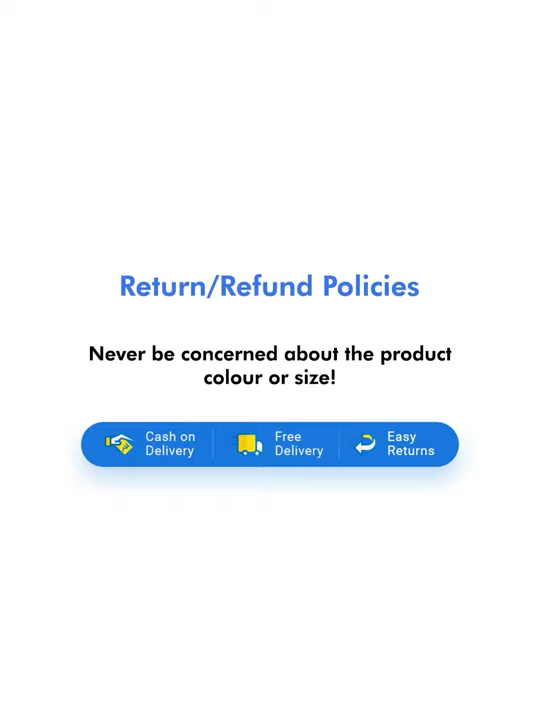 Return/Refund Policies
Never be concerned about the product
colour or size!
Cash on
Delivery
Free
Delivery
Easy
Returns